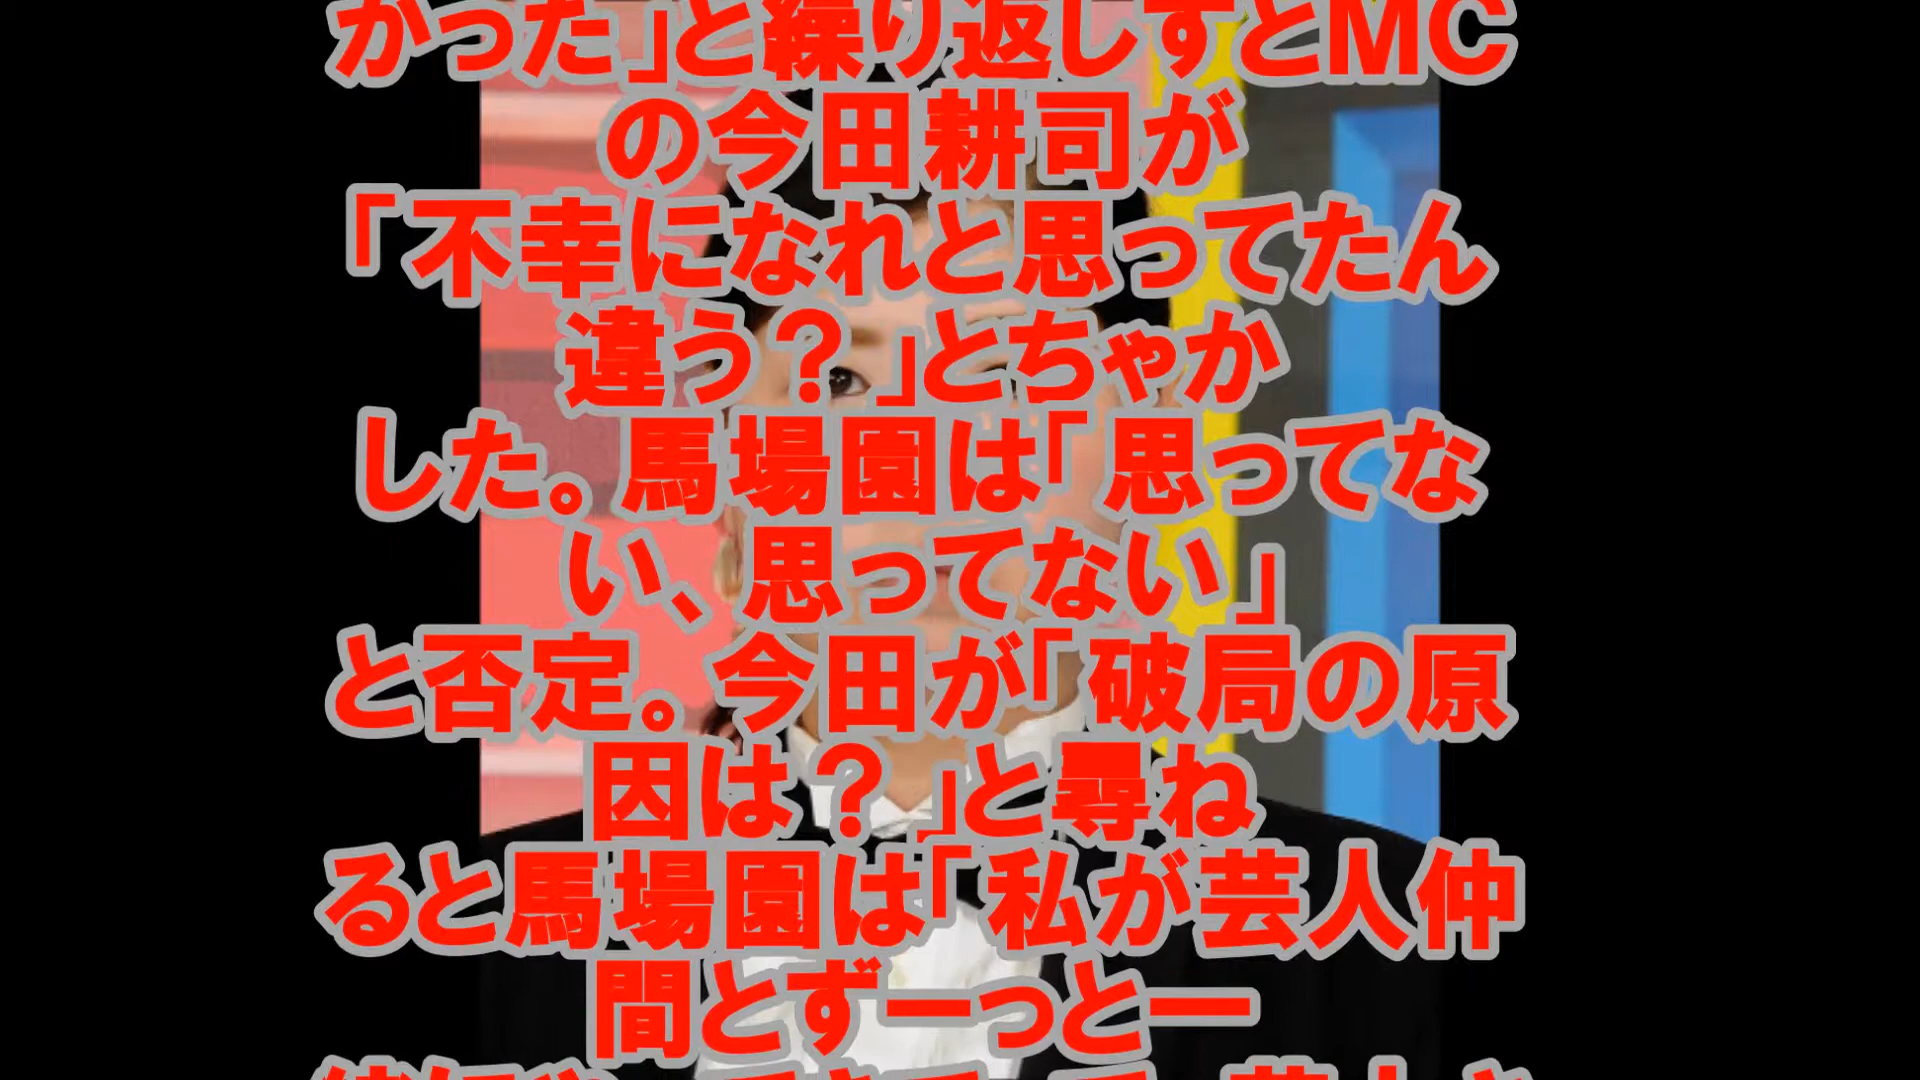 かった」と繰り返しすとMC
の今田耕司が
「不幸になれと思ってたん
違う？」とちゃか
した。馬場園は「思ってな
い、思ってない」
と否定。今田が「破局の原
因は？」と尋ね
ると馬場園は「私が芸人仲
間とずーっと一